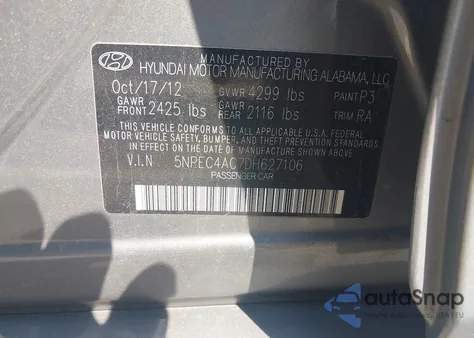 MANUFACTURED BY
HYUNDAI MOTOR MANUFACTURING ALABAMA, LLC
Oct/17/12 GVWR 4299 lbs PAINT P3
GAWR FRONT 2425 lbs GAWR REAR 2116 lbs TRIM RA
THIS VEHICLE CONFORMS TO ALL APPLICABLE U.S. FEDERAL
MOTOR VEHICLE SAFETY, BUMPER, AND THEFT PREVENTION STANDARDS
IN EFFECT ON THE DATE OF MANUFACTURE SHOWN ABOVE.
V.I.N 5NPEC4AC7DH627106
PASSENGER CAR
autoSnap